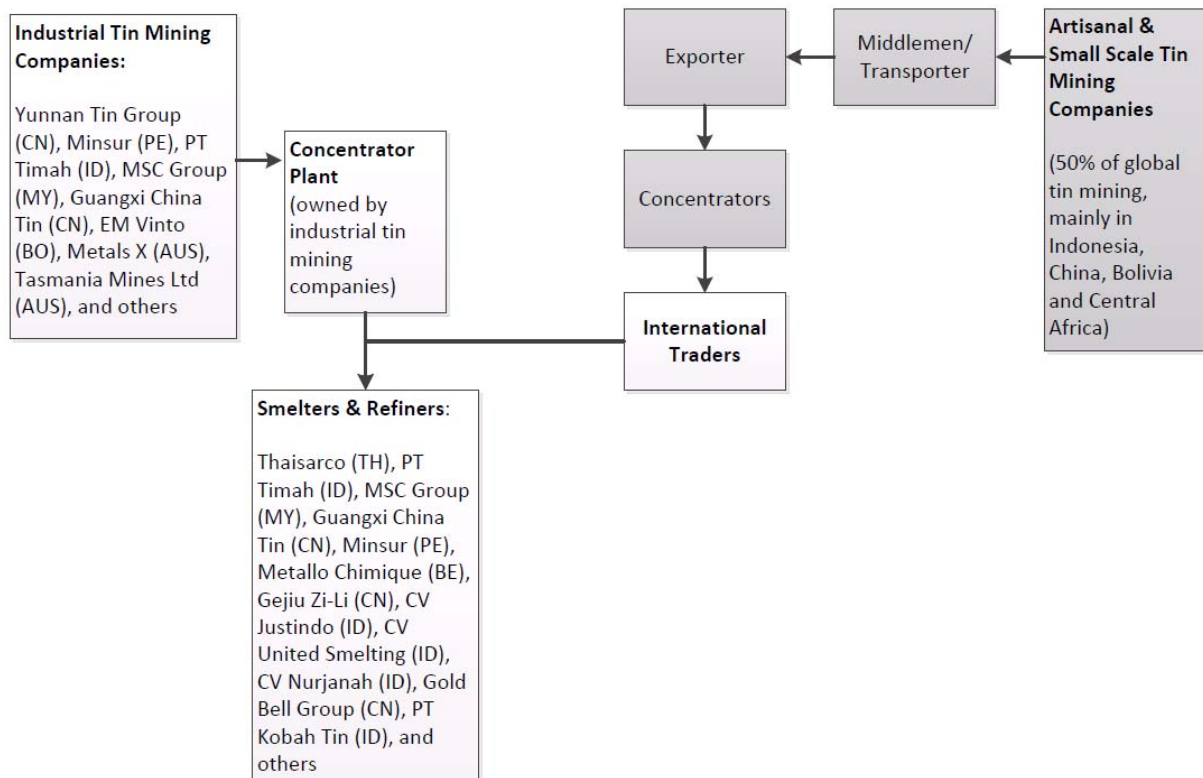 Industrial Tin Mining
Companies:
Yunnan Tin Group
(CN), Minsur (PE), PT
Timah (ID), MSC Group
(MY), Guangxi China
Tin (CN), EM Vinto
(BO), Metals X (AUS),
Tasmania Mines Ltd
(AUS), and others
Concentrator
Plant
(owned by
industrial tin
mining
companies)
Exporter
Middlemen/
Transporter
Artisanal &
Small Scale Tin
Mining
Companies
(50% of global
tin mining,
mainly in
Indonesia,
China, Bolivia
and Central
Africa)
Concentrators
International
Traders
Smelters & Refiners:
Thaisarco (TH), PT
Timah (ID), MSC Group
(MY), Guangxi China
Tin (CN), Minsur (PE),
Metallo Chimique (BE),
Gejiu Zi-Li (CN), CV
Justindo (ID), CV
United Smelting (ID),
CV Nurjanah (ID), Gold
Bell Group (CN), PT
Kobah Tin (ID), and
others